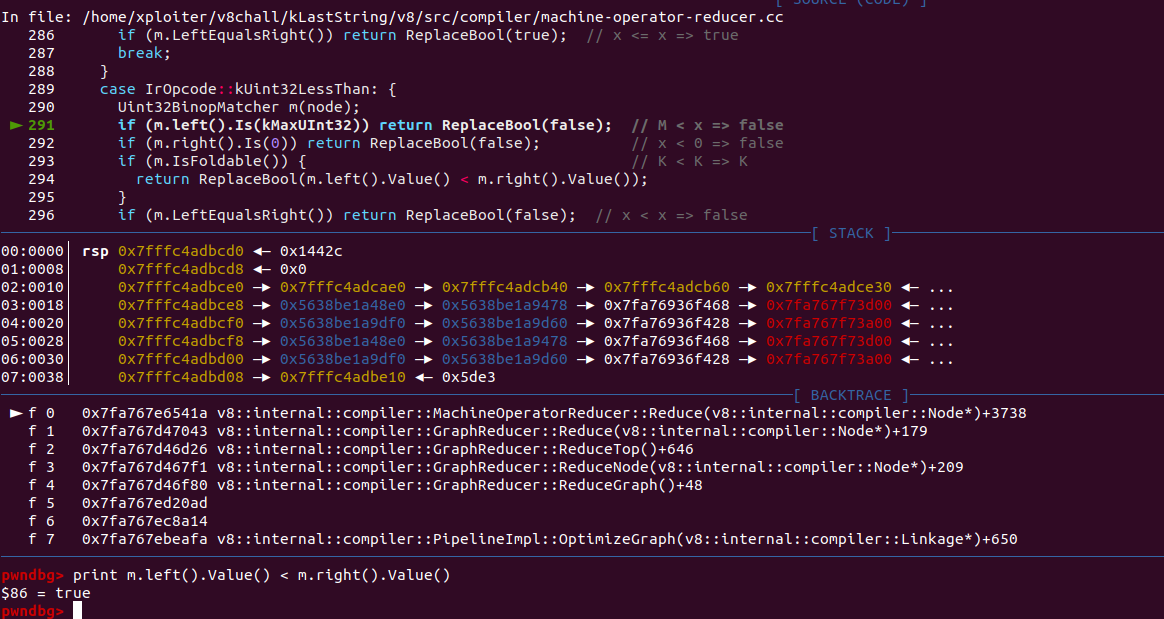 [ SOURCE (CODE) ]
In file: /home/xploiter/v8chall/kLastString/v8/src/compiler/machine-operator-reducer.cc
286 if (m.LeftEqualsRight()) return ReplaceBool(true); // x <= x => true
287 break;
288 }
289 case IrOpcode::kUint32LessThan: {
290 Uint32BinopMatcher m(node);
► 291 if (m.left().Is(kMaxUInt32)) return ReplaceBool(false); // M < x => false
292 if (m.right().Is(0)) return ReplaceBool(false); // x < 0 => false
293 if (m.IsFoldable()) { // K < K => K
294 return ReplaceBool(m.left().Value() < m.right().Value());
295 }
296 if (m.LeftEqualsRight()) return ReplaceBool(false); // x < x => false
[ STACK ]
00:0000│ rsp 0x7fffc4adbcd0 ◄— 0x1442c
01:0008│ 0x7fffc4adbcd8 ◄— 0x0
02:0010│ 0x7fffc4adbce0 —► 0x7fffc4adcae0 —► 0x7fffc4adcb40 —► 0x7fffc4adcb60 —► 0x7fffc4adce30 ◄— ...
03:0018│ 0x7fffc4adbce8 —► 0x5638be1a48e0 —► 0x5638be1a9478 —► 0x7fa76936f468 —► 0x7fa767f73d00 ◄— ...
04:0020│ 0x7fffc4adbcf0 —► 0x5638be1a9df0 —► 0x5638be1a9d60 —► 0x7fa76936f428 —► 0x7fa767f73a00 ◄— ...
05:0028│ 0x7fffc4adbcf8 —► 0x5638be1a48e0 —► 0x5638be1a9478 —► 0x7fa76936f468 —► 0x7fa767f73d00 ◄— ...
06:0030│ 0x7fffc4adbd00 —► 0x5638be1a9df0 —► 0x5638be1a9d60 —► 0x7fa76936f428 —► 0x7fa767f73a00 ◄— ...
07:0038│ 0x7fffc4adbd08 —► 0x7fffc4adbe10 ◄— 0x5de3
[ BACKTRACE ]
► f 0 0x7fa767e6541a v8::internal::compiler::MachineOperatorReducer::Reduce(v8::internal::compiler::Node*)+3738
f 1 0x7fa767d47043 v8::internal::compiler::GraphReducer::Reduce(v8::internal::compiler::Node*)+179
f 2 0x7fa767d46d26 v8::internal::compiler::GraphReducer::ReduceTop()+646
f 3 0x7fa767d467f1 v8::internal::compiler::GraphReducer::ReduceNode(v8::internal::compiler::Node*)+209
f 4 0x7fa767d46f80 v8::internal::compiler::GraphReducer::ReduceGraph()+48
f 5 0x7fa767ed20ad
f 6 0x7fa767ec8a14
f 7 0x7fa767ebeafa v8::internal::compiler::PipelineImpl::OptimizeGraph(v8::internal::compiler::Linkage*)+650
pwndbg> print m.left().Value() < m.right().Value()
$86 = true
pwndbg>